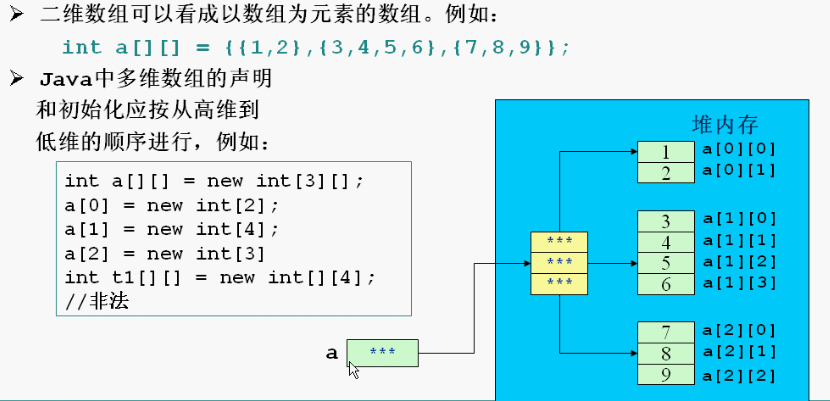 ➢ 二维数组可以看成以数组为元素的数组。例如:
int a[][] = {{1,2},{3,4,5,6},{7,8,9}};
➢ Java中多维数组的声明
和初始化应按从高维到
低维的顺序进行，例如:
int a[][] = new int[3][];
a[0] = new int[2];
a[1] = new int[4];
a[2] = new int[3]
int t1[][] = new int[][4];
//非法
堆内存
1 a[0][0]
2 a[0][1]
3 a[1][0]
4 a[1][1]
5 a[1][2]
6 a[1][3]
7 a[2][0]
8 a[2][1]
9 a[2][2]
***
***
***
a ***